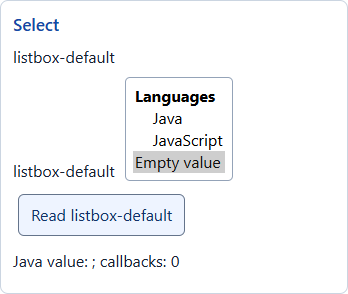 Select
listbox-default
Languages
Java
JavaScript
Empty value
listbox-default
Read listbox-default
Java value: ; callbacks: 0